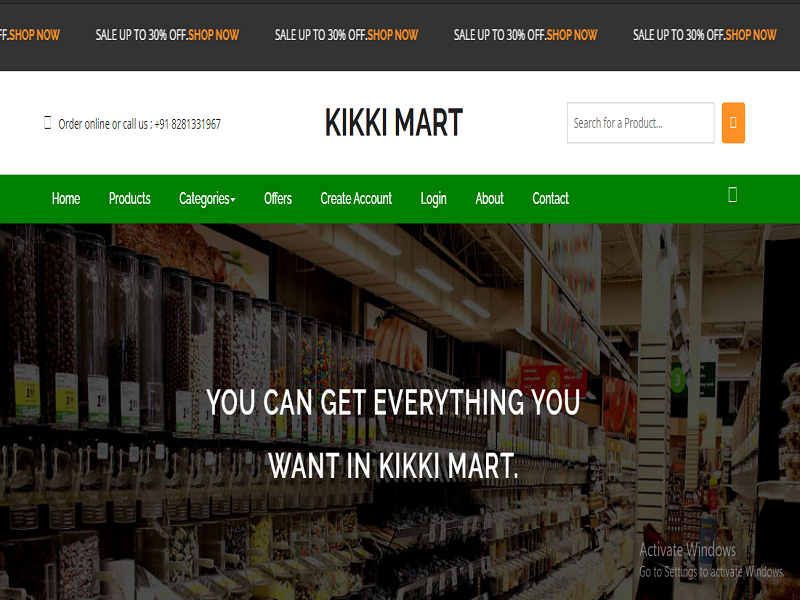 FF.SHOP NOW SALE UP TO 30% OFF.SHOP NOW SALE UP TO 30% OFF.SHOP NOW SALE UP TO 30% OFF.SHOP NOW SALE UP TO 30% OFF.SHOP NOW
Order online or call us : +91 8281331967
KIKKI MART
Search for a Product...
Home Products Categories Offers Create Account Login About Contact
YOU CAN GET EVERYTHING YOU
WANT IN KIKKI MART.
3
Activate Windows
Go to Settings to activate Windows.